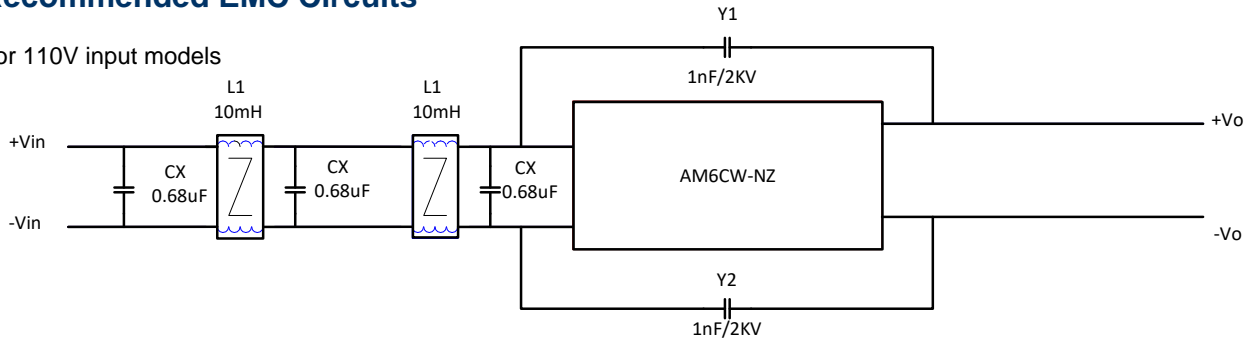 Recommended EMC Circuits
or 110V input models
Y1
1nF/2KV
L1
10mH
L1
10mH
+Vin
CX
0.68uF
CX
0.68uF
CX
0.68uF
AM6CW-NZ
+Vo
-Vin
-Vo
Y2
1nF/2KV